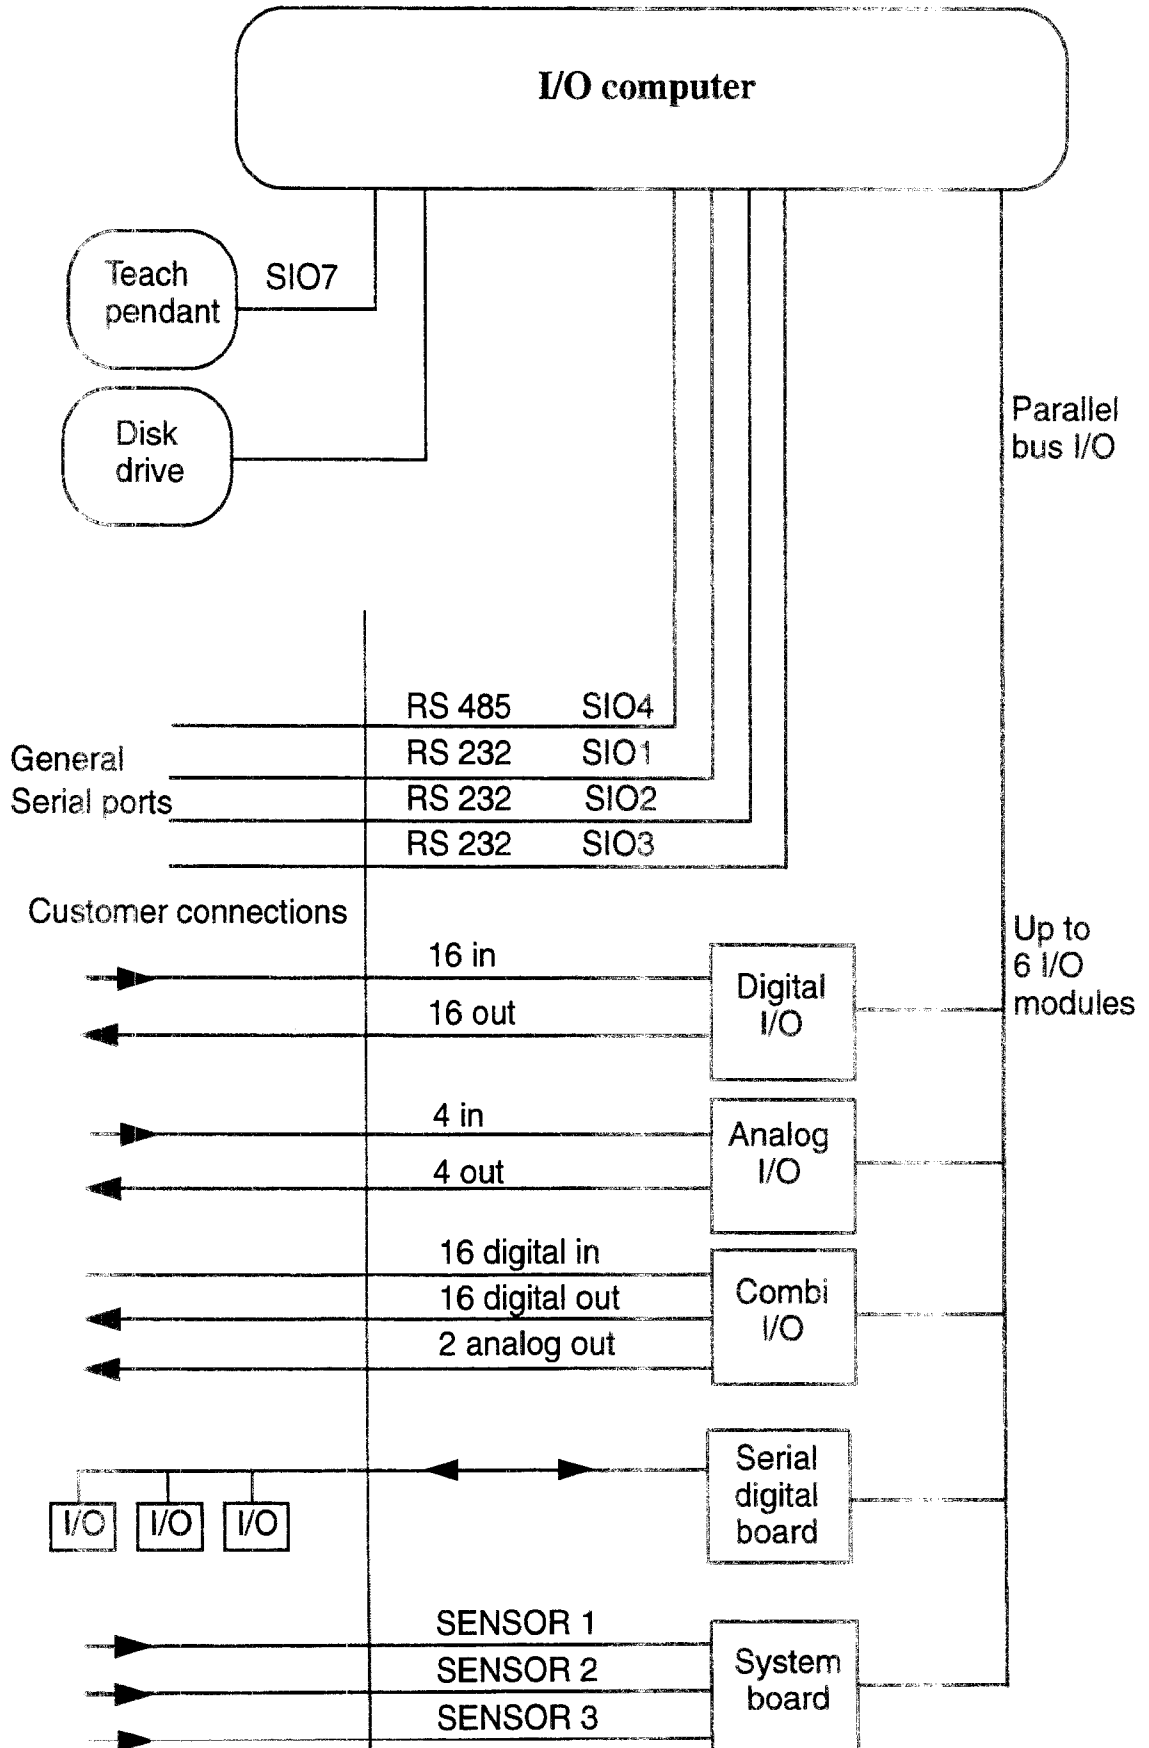 I/O computer
Teach
pendant
SIO7
Disk
drive
Parallel
bus I/O
RS 485 SIO4
General
Serial ports
RS 232 SIO1
RS 232 SIO2
RS 232 SIO3
Customer connections
Up to
6 I/O
modules
16 in
16 out
Digital
I/O
4 in
4 out
Analog
I/O
16 digital in
16 digital out
2 analog out
Combi
I/O
Serial
digital
board
I/O I/O I/O
SENSOR 1
SENSOR 2
SENSOR 3
System
board